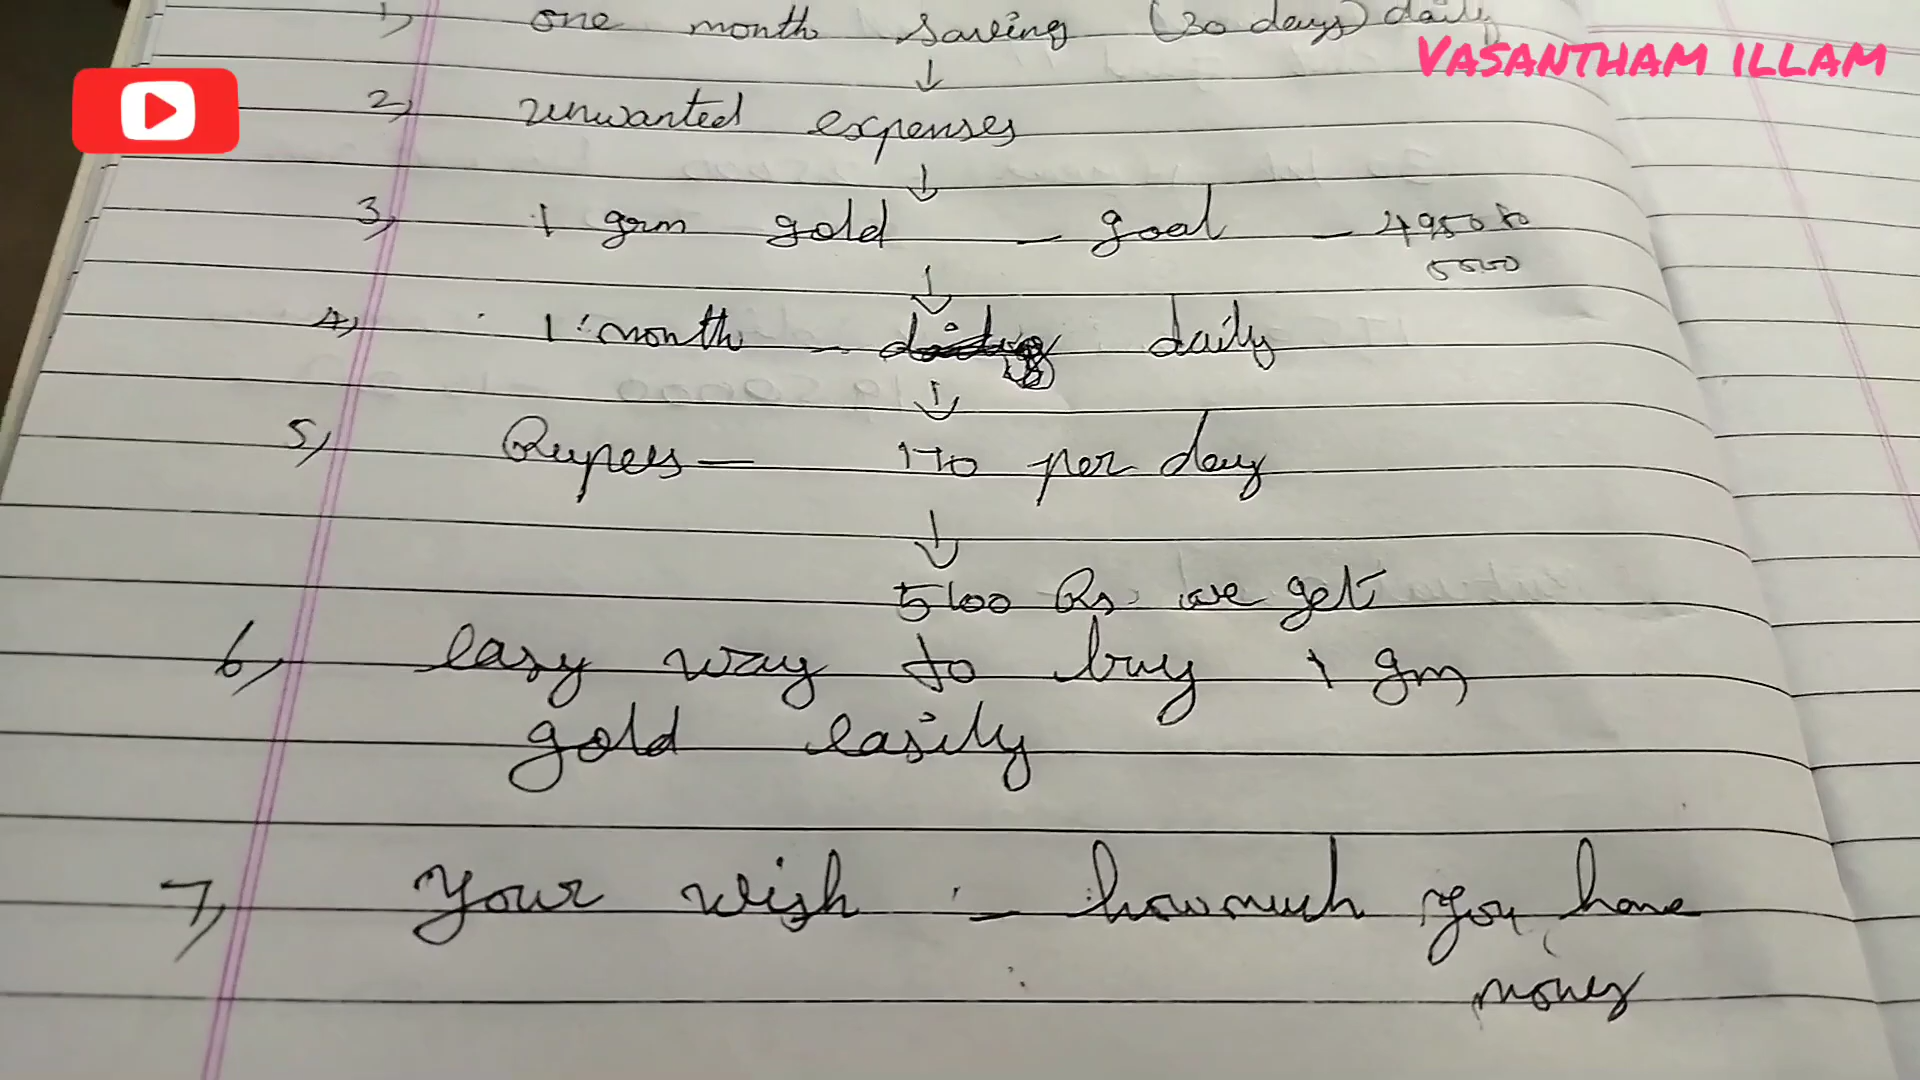 1) one month saving (30 days) daily
VASANTHAM ILLAM
2) unwanted expenses
3) 1 grm gold - goal - 4950 to
5000
4) 1 month - daily
5) Rupees - 170 per day
5100 Rs. we get
6) easy way to buy 1 gm
gold easily
7) Your wish - howmuch you have
money